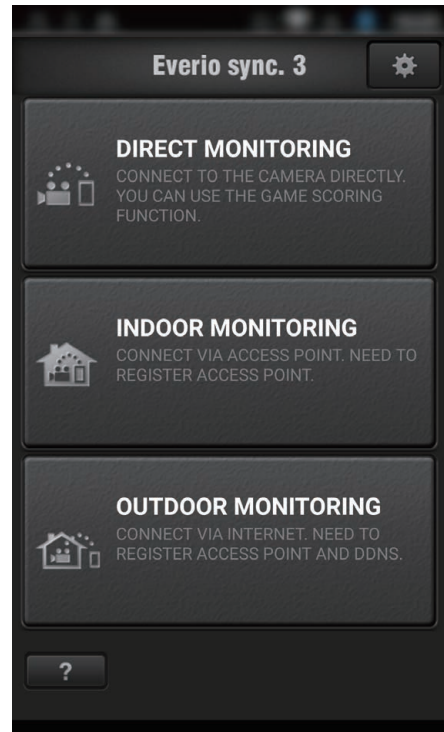 Everio sync. 3
DIRECT MONITORING
CONNECT TO THE CAMERA DIRECTLY.
YOU CAN USE THE GAME SCORING
FUNCTION.
INDOOR MONITORING
CONNECT VIA ACCESS POINT. NEED TO
REGISTER ACCESS POINT.
OUTDOOR MONITORING
CONNECT VIA INTERNET. NEED TO
REGISTER ACCESS POINT AND DDNS.
?